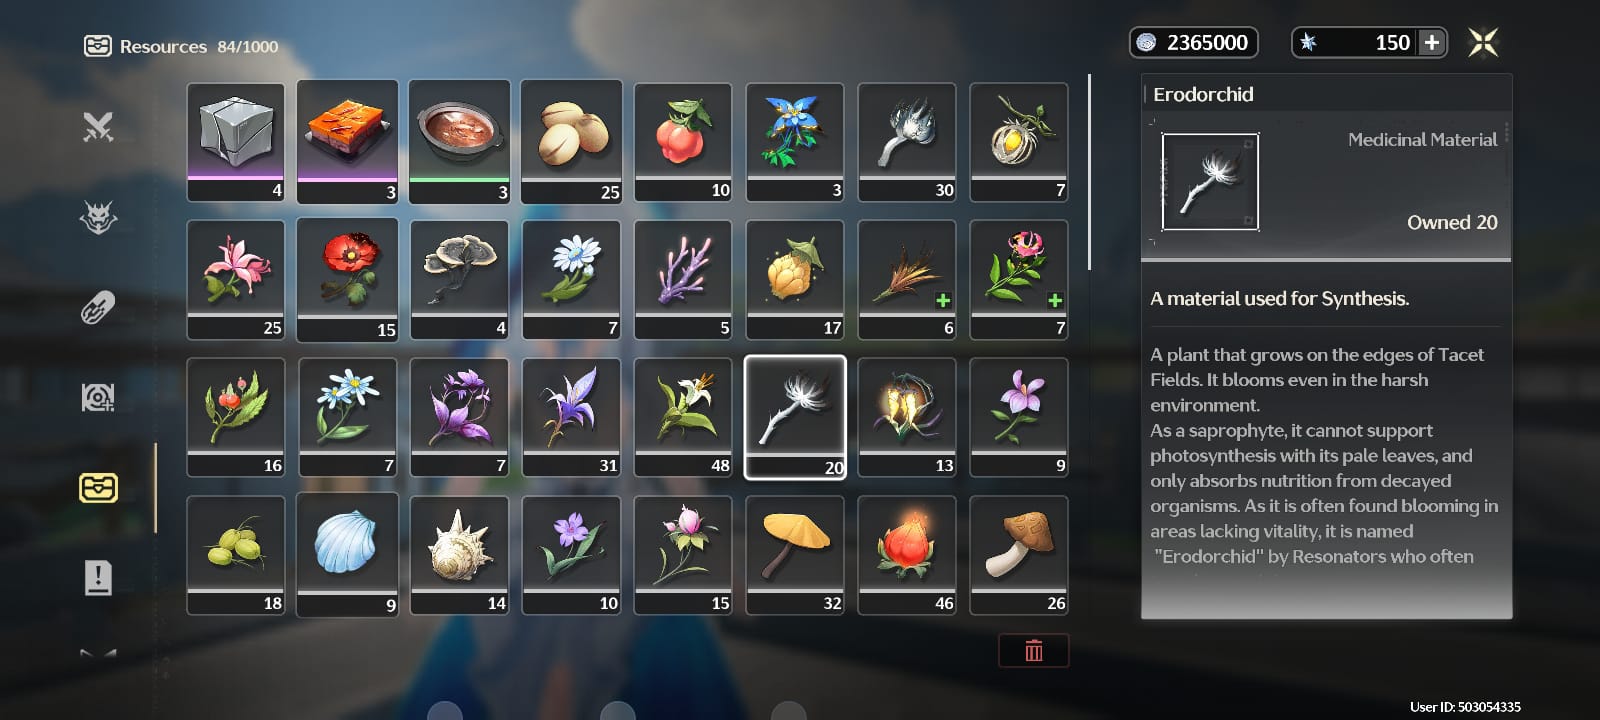 Resources 84/1000
2365000
150
4
3
3
25
10
3
30
7
25
15
4
7
5
17
6
7
16
7
7
31
48
20
13
9
18
9
14
10
15
32
46
26
Erodorchid
Medicinal Material
Owned 20
A material used for Synthesis.
A plant that grows on the edges of Tacet
Fields. It blooms even in the harsh
environment.
As a saprophyte, it cannot support
photosynthesis with its pale leaves, and
only absorbs nutrition from decayed
organisms. As it is often found blooming in
areas lacking vitality, it is named
"Erodorchid" by Resonators who often
User ID: 503054335